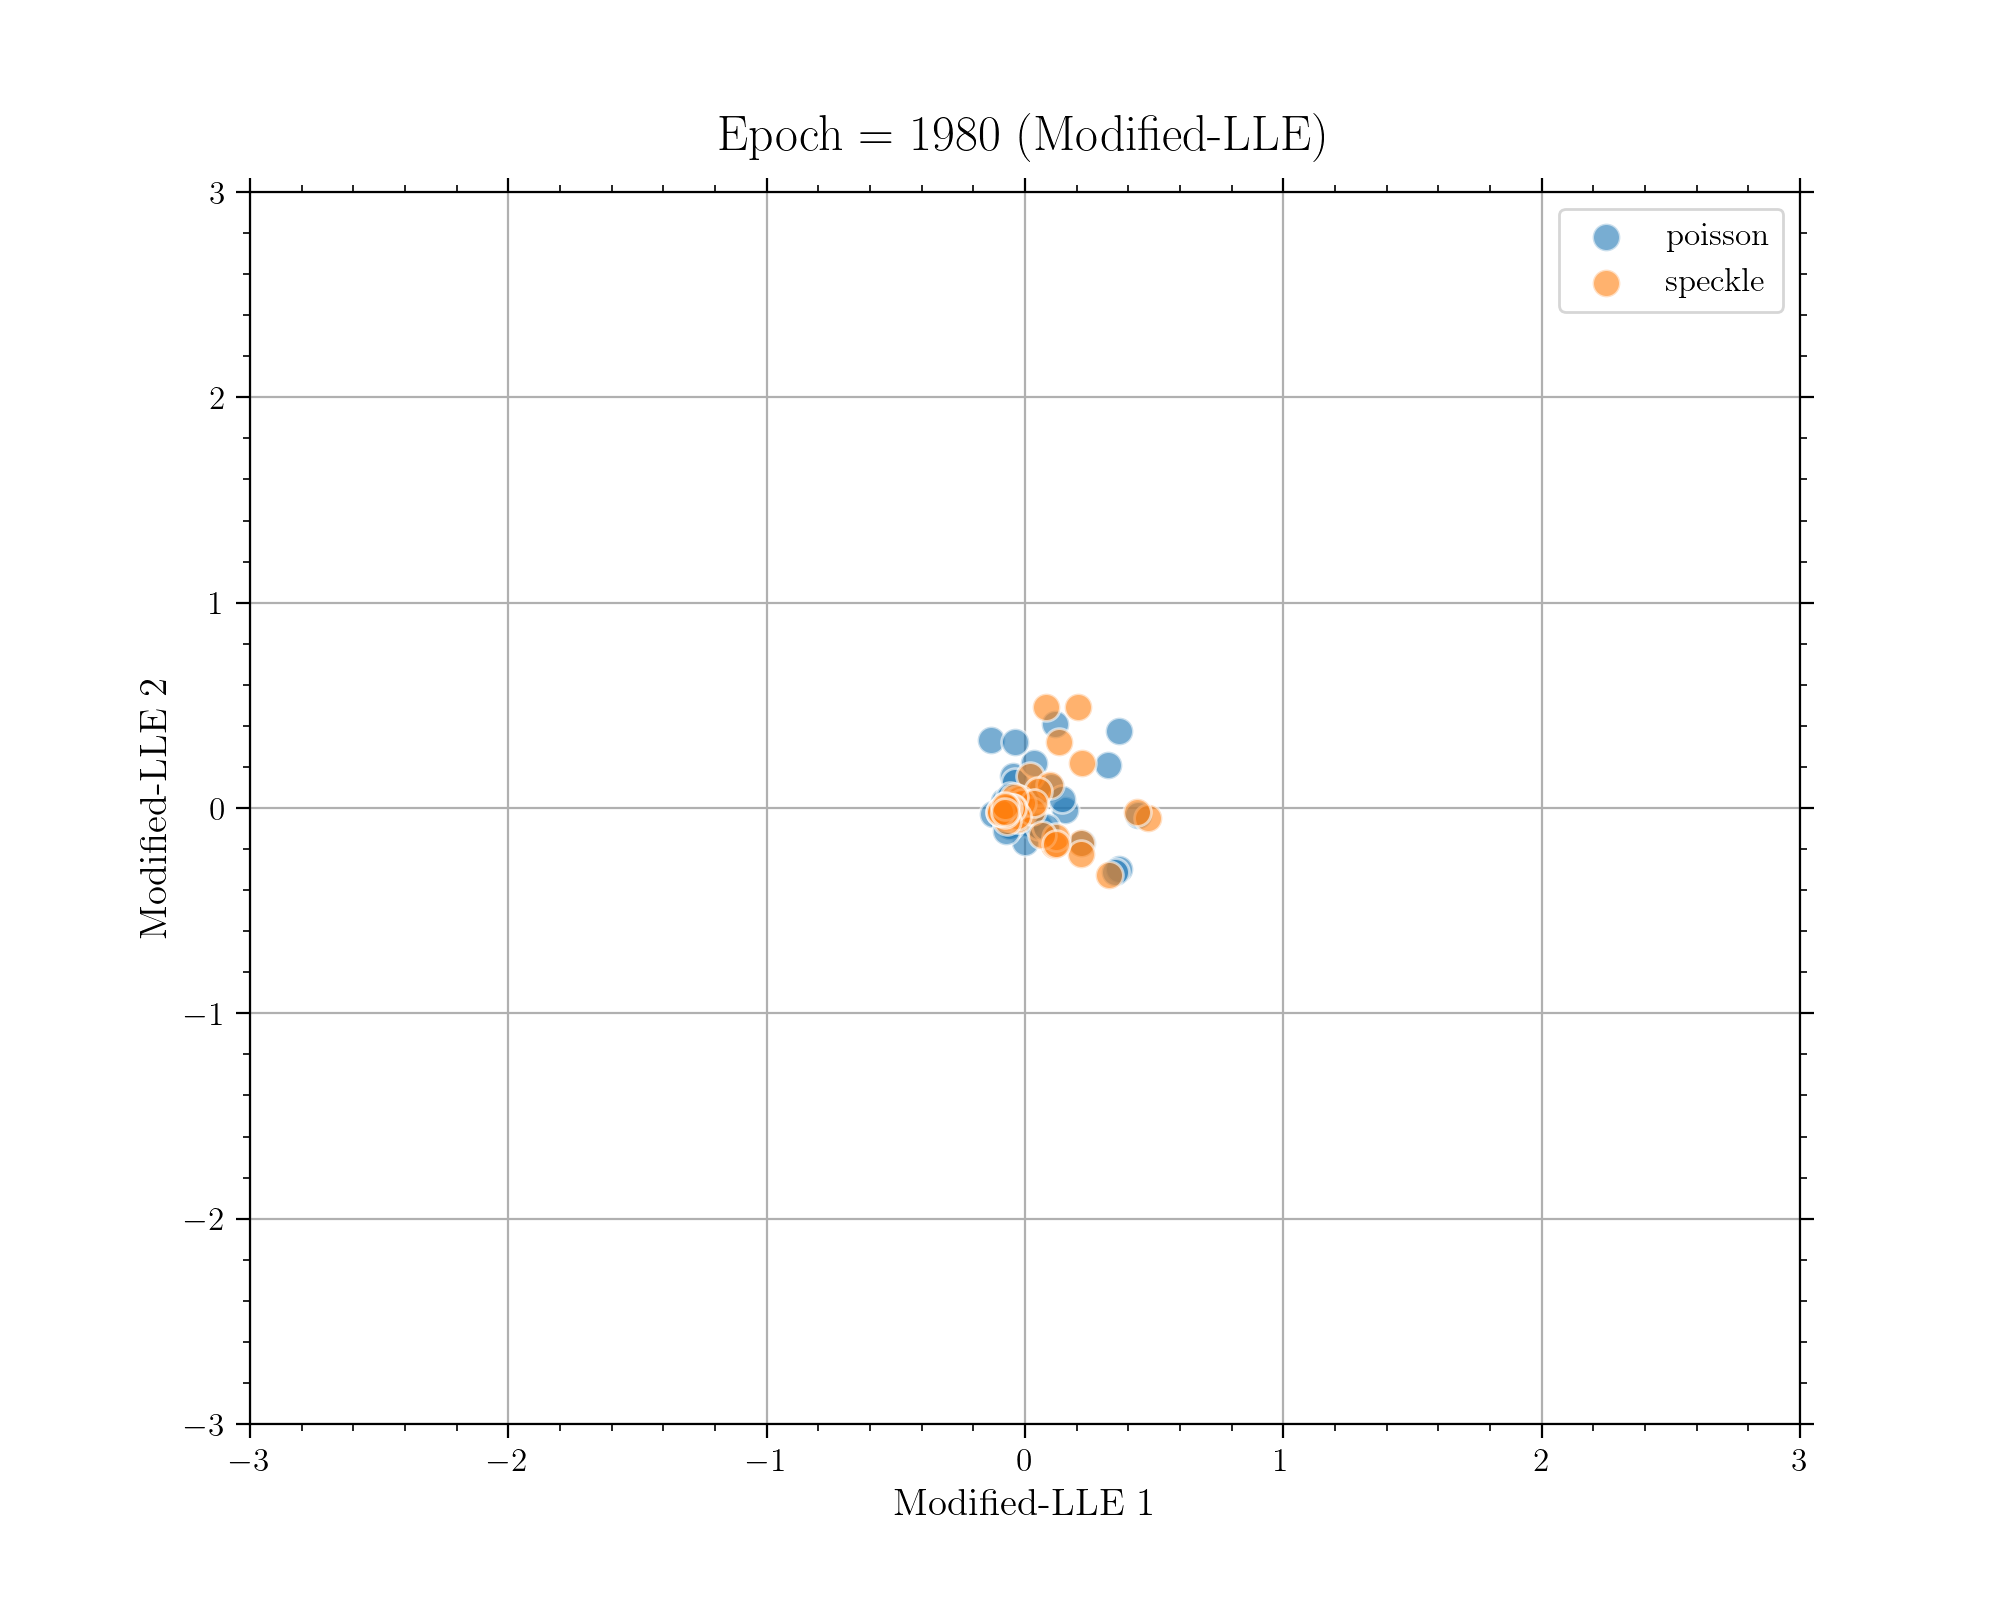 Epoch = 1980 (Modified-LLE)
poisson
speckle
3
2
1
0
−1
−2
−3
Modified-LLE 2
−3
−2
−1
0
1
2
3
Modified-LLE 1